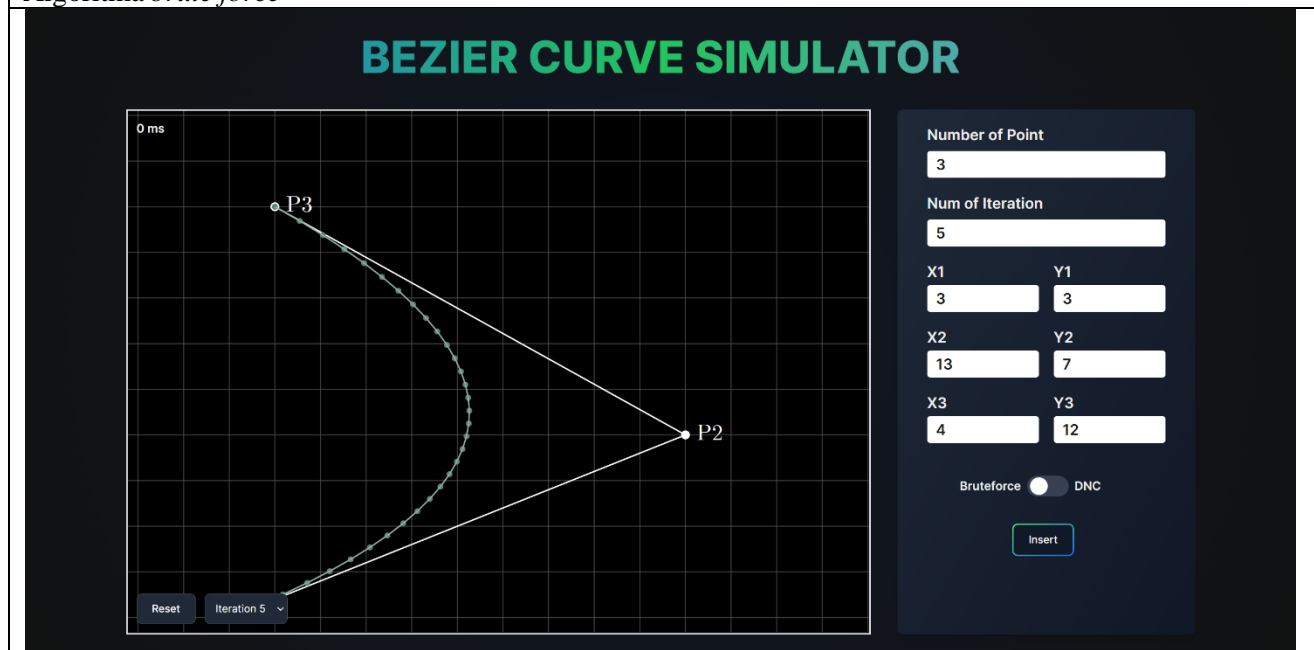 BEZIER CURVE SIMULATOR
0 ms
P3
P2
Reset
Iteration 5
Number of Point
3
Num of Iteration
5
X1 Y1
3 3
X2 Y2
13 7
X3 Y3
4 12
Bruteforce DNC
Insert